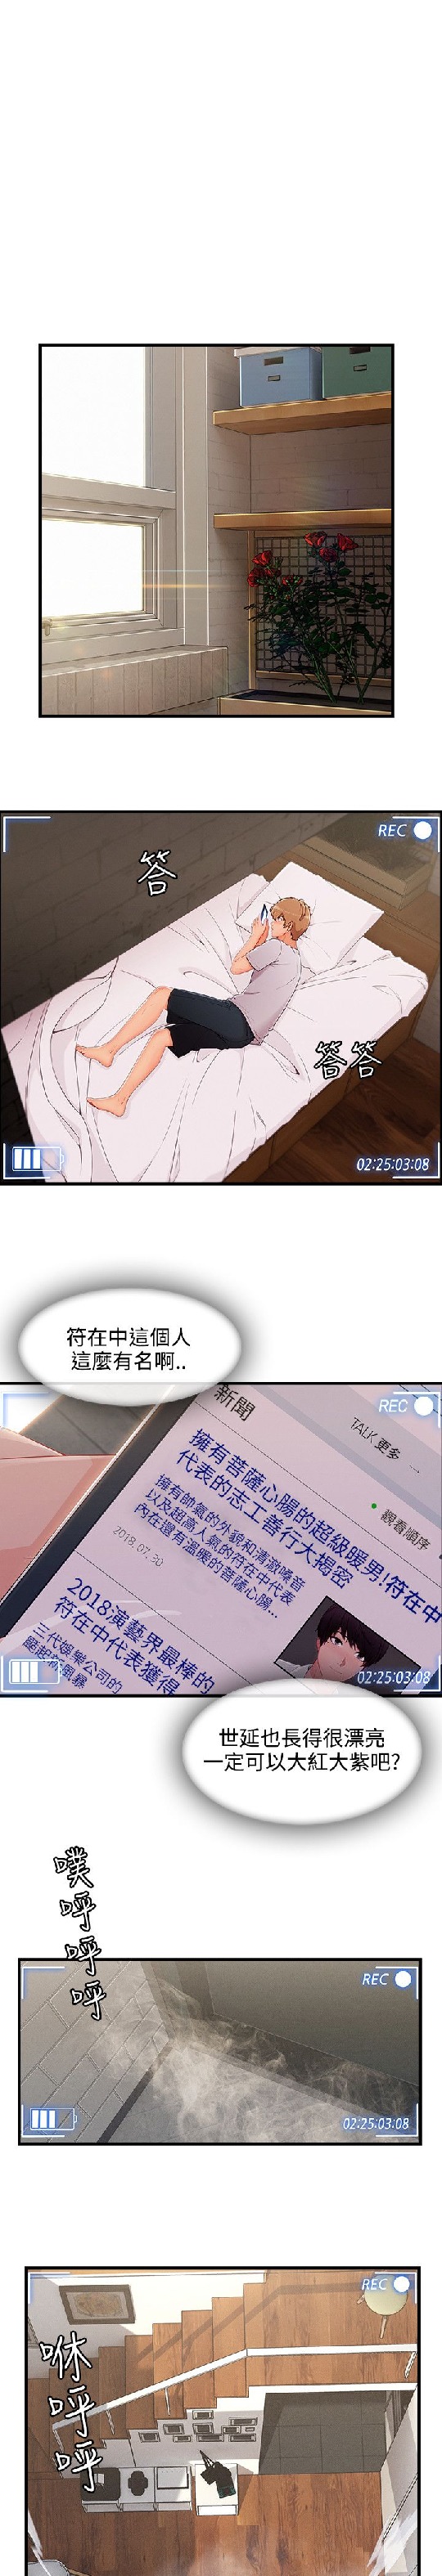 REC
答
答答
02:25:03:08
符在中這個人
這麼有名啊..
REC
新聞
TALK 更多
擁有菩薩心腸的超級暖男!符在中
代表的志工善行大揭密
觀看順序
擁有帥氣的外貌和清澈嗓音
以及超高人氣的符在中代表
內在還有溫暖的菩薩心腸...
2018.07.30
2018演藝界最棒的
符在中代表獲得
三代娛樂公司的
02:25:03:08
世延也長得很漂亮
一定可以大紅大紫吧?
噗
呼
呼
呼
REC
02:25:03:08
REC
咻
呼
呼